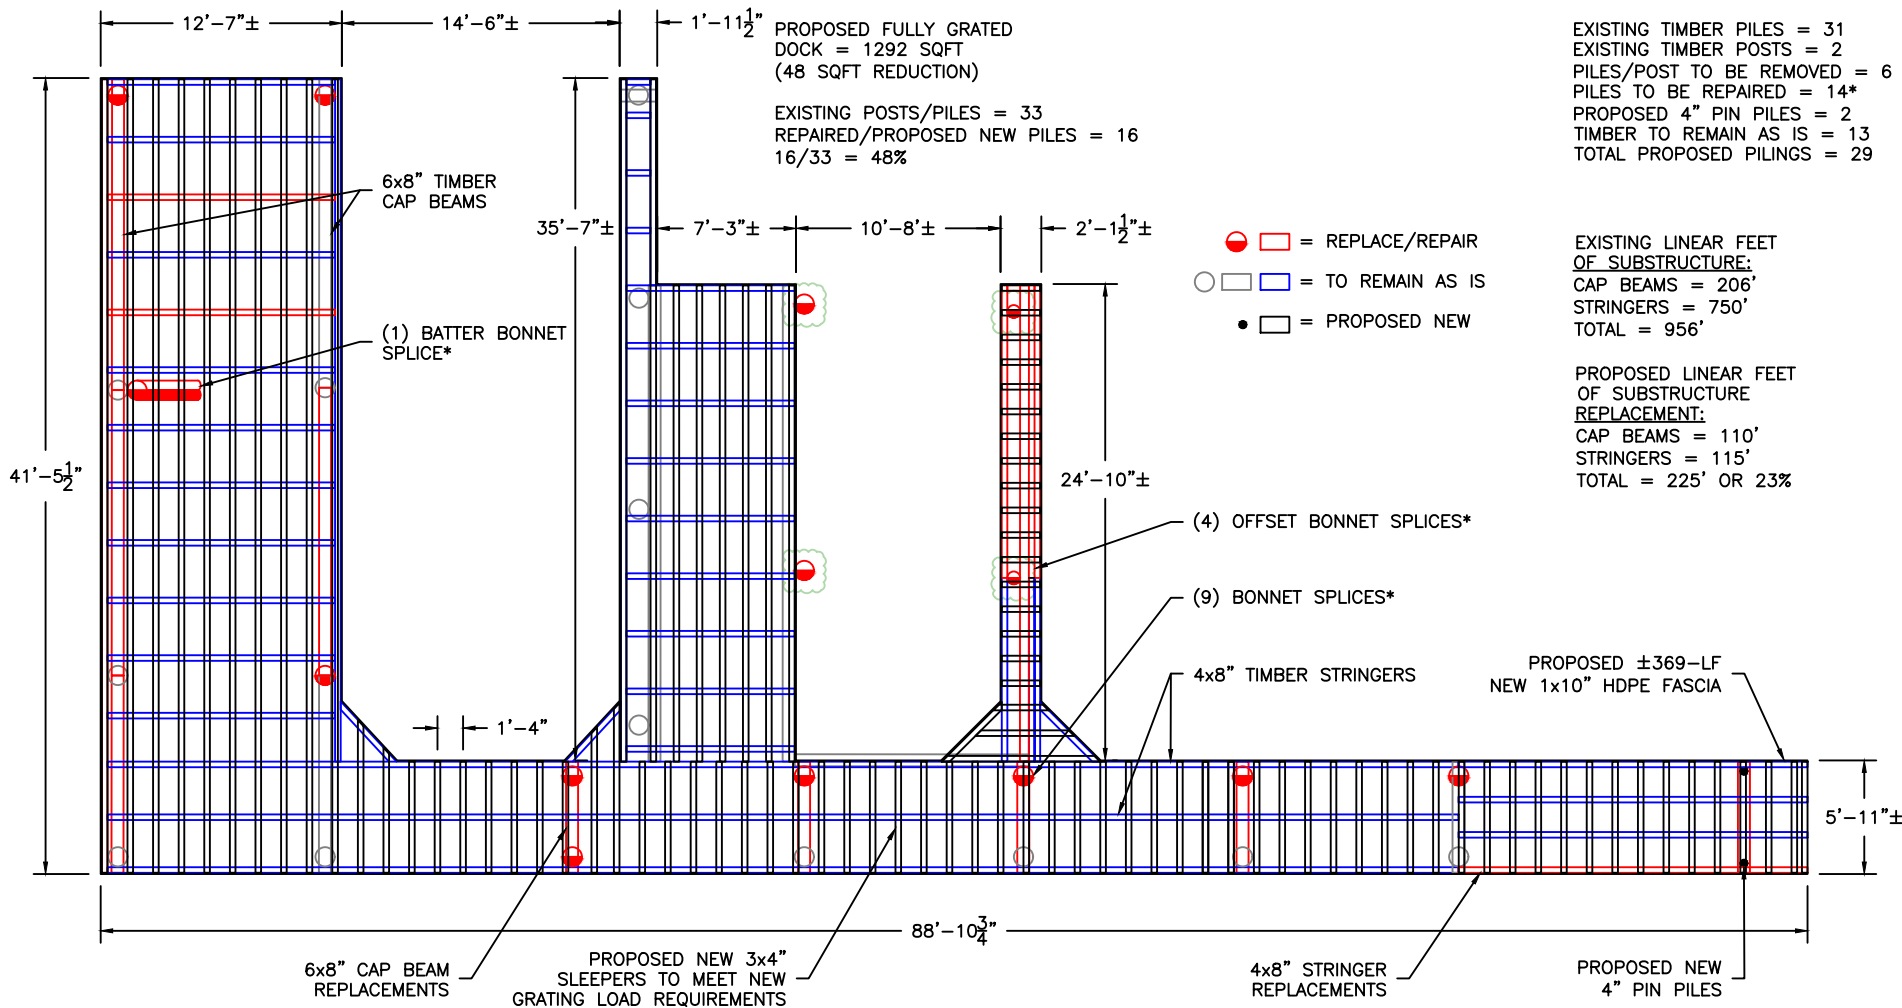 12'-7"±
14'-6"±
1'-11 1/2"
PROPOSED FULLY GRATED
DOCK = 1292 SQFT
(48 SQFT REDUCTION)
EXISTING POSTS/PILES = 33
REPAIRED/PROPOSED NEW PILES = 16
16/33 = 48%
EXISTING TIMBER PILES = 31
EXISTING TIMBER POSTS = 2
PILES/POST TO BE REMOVED = 6
PILES TO BE REPAIRED = 14*
PROPOSED 4" PIN PILES = 2
TIMBER TO REMAIN AS IS = 13
TOTAL PROPOSED PILINGS = 29
6x8" TIMBER
CAP BEAMS
35'-7"±
7'-3"±
10'-8"±
2'-1 1/2"±
= REPLACE/REPAIR
= TO REMAIN AS IS
= PROPOSED NEW
EXISTING LINEAR FEET
OF SUBSTRUCTURE:
CAP BEAMS = 206'
STRINGERS = 750'
TOTAL = 956'
PROPOSED LINEAR FEET
OF SUBSTRUCTURE
REPLACEMENT:
CAP BEAMS = 110'
STRINGERS = 115'
TOTAL = 225' OR 23%
(1) BATTER BONNET
SPLICE*
41'-5 1/2"
24'-10"±
(4) OFFSET BONNET SPLICES*
(9) BONNET SPLICES*
4x8" TIMBER STRINGERS
PROPOSED ±369-LF
NEW 1x10" HDPE FASCIA
1'-4"
5'-11"±
88'-10 3/4"
6x8" CAP BEAM
REPLACEMENTS
PROPOSED NEW 3x4"
SLEEPERS TO MEET NEW
GRATING LOAD REQUIREMENTS
4x8" STRINGER
REPLACEMENTS
PROPOSED NEW
4" PIN PILES